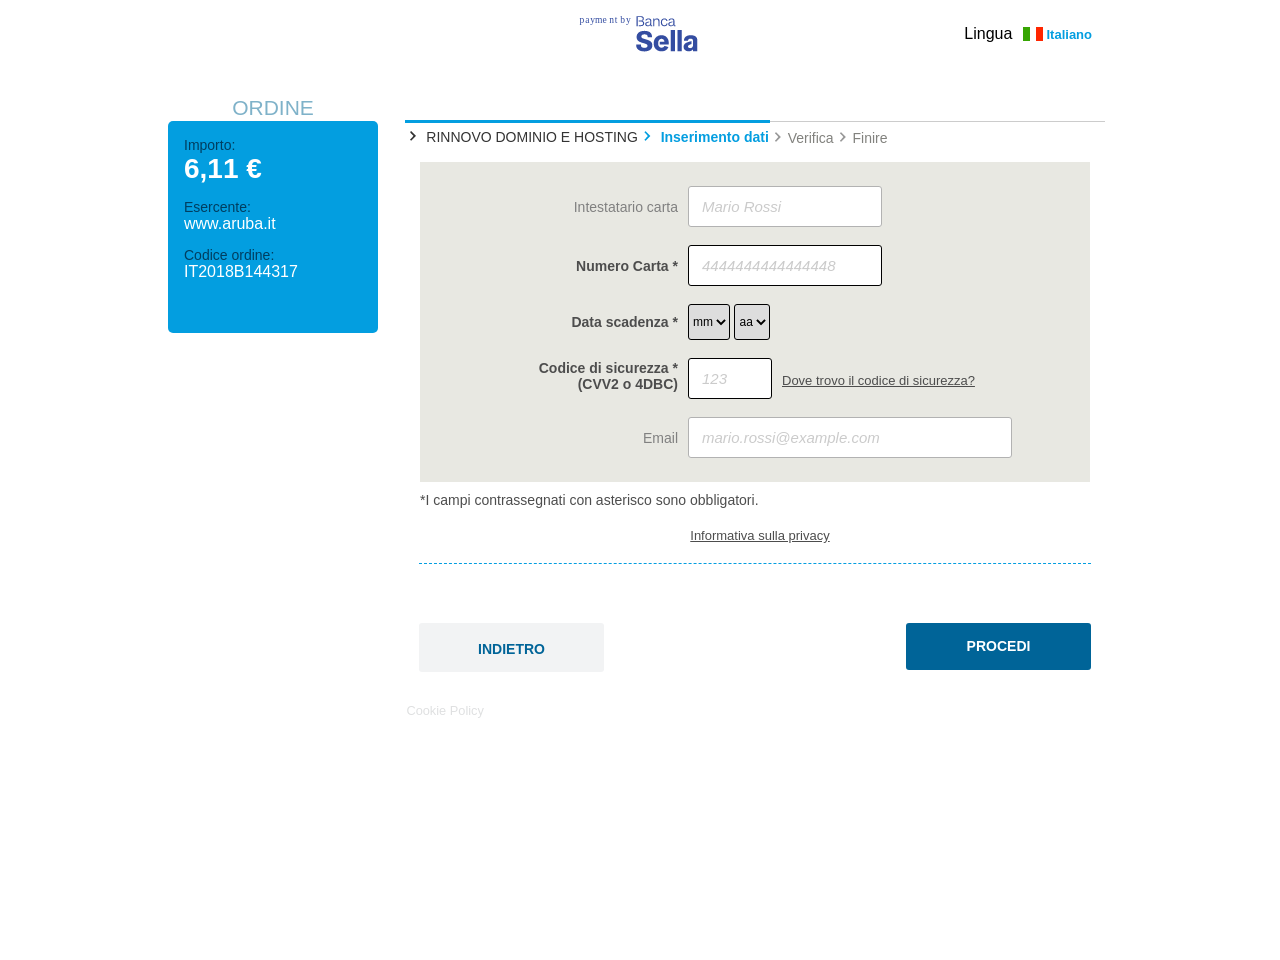 payment by Banca
Sella
Lingua Italiano
ORDINE
Importo:
6,11 €
Esercente:
www.aruba.it
Codice ordine:
IT2018B144317
RINNOVO DOMINIO E HOSTING Inserimento dati Verifica Finire
Intestatario carta Mario Rossi
Numero Carta * 4444444444444448
Data scadenza * mm aa
Codice di sicurezza *
(CVV2 o 4DBC) 123 Dove trovo il codice di sicurezza?
Email mario.rossi@example.com
*I campi contrassegnati con asterisco sono obbligatori.
Informativa sulla privacy
INDIETRO PROCEDI
Cookie Policy